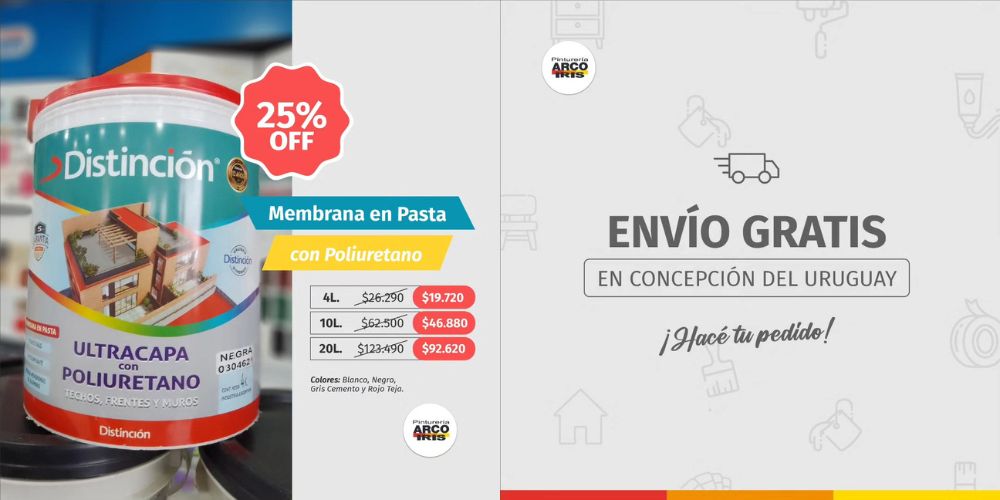 25%
OFF
Distinción
Membrana en Pasta
con Poliuretano
4L. $26.290 $19.720
10L. $62.500 $46.880
20L. $123.490 $92.620
Colores: Blanco, Negro,
Gris Cemento y Rojo Teja.
Distinción
ULTRACAPA
con
POLIURETANO
TECHOS, FRENTES Y MUROS
NEGRA
Distinción
Pinturería
ARCO
IRIS
Pinturería
ARCO
IRIS
ENVÍO GRATIS
EN CONCEPCIÓN DEL URUGUAY
¡Hacé tu pedido!